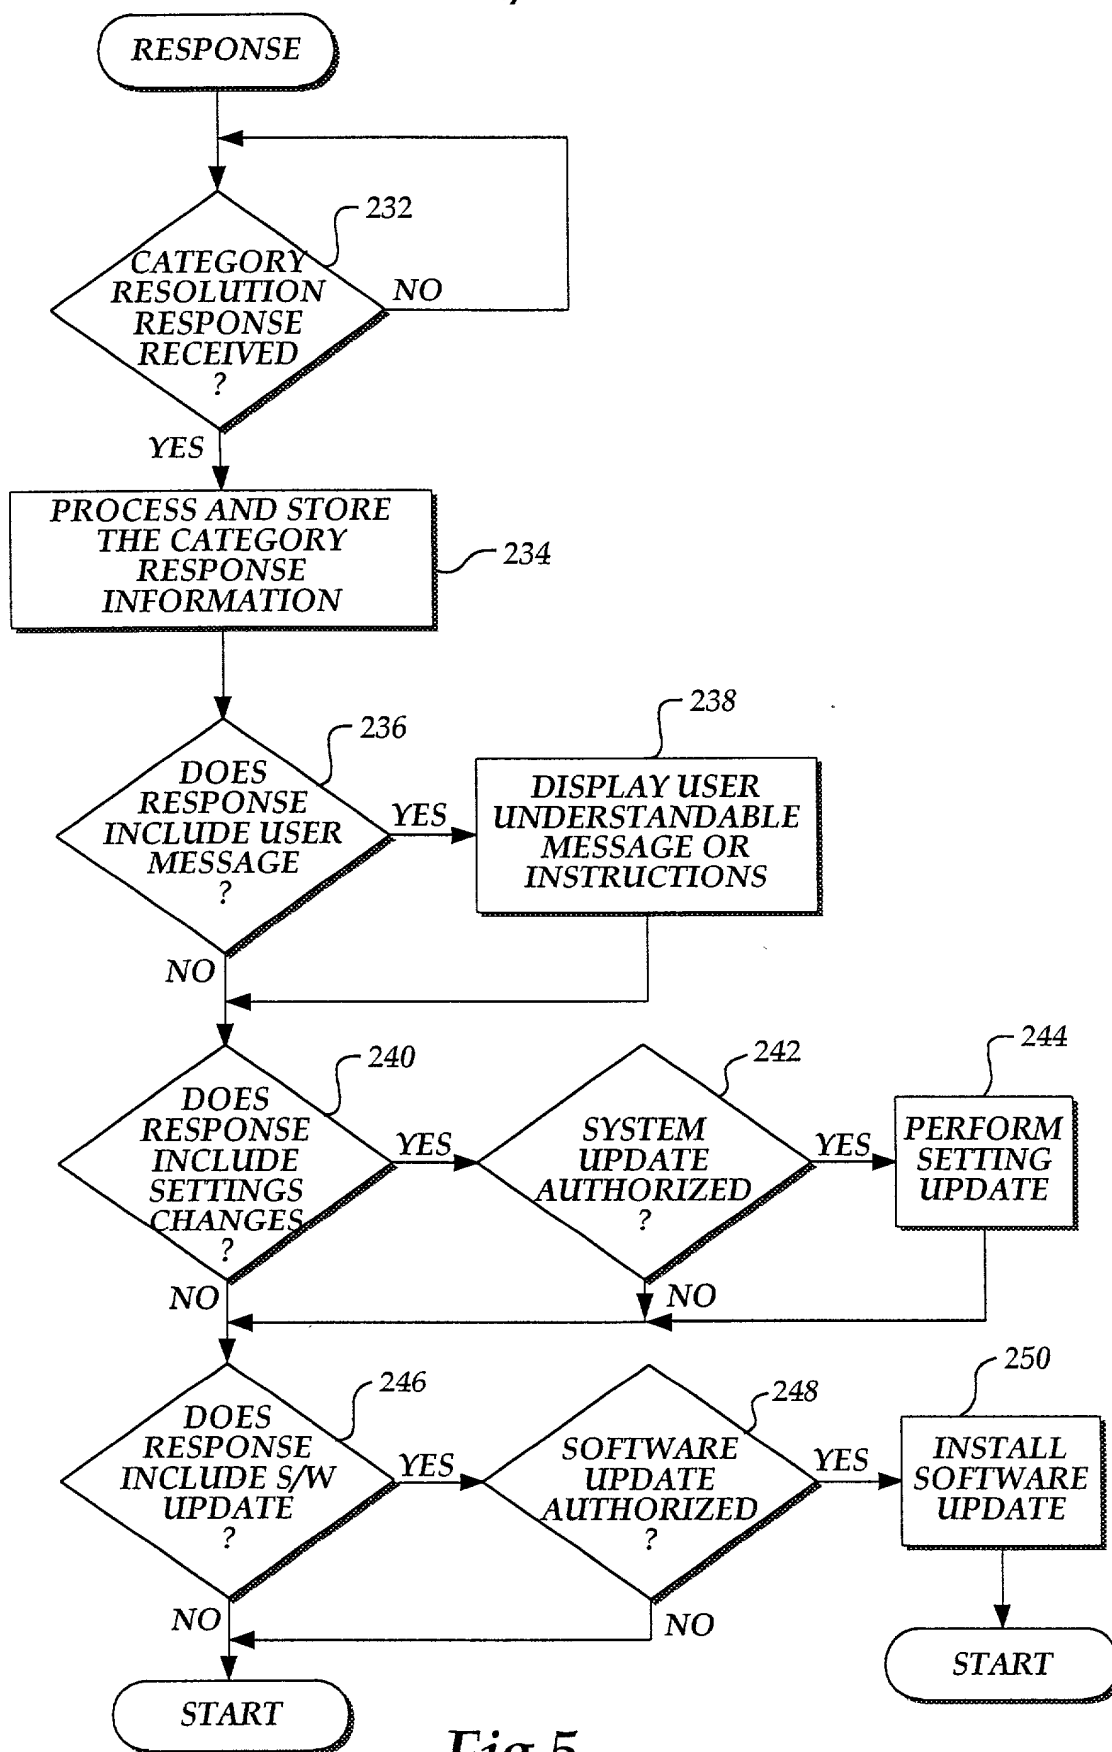 RESPONSE
232
CATEGORY
RESOLUTION
RESPONSE
RECEIVED
?
NO
YES
PROCESS AND STORE
THE CATEGORY
RESPONSE
INFORMATION
234
236
DOES
RESPONSE
INCLUDE USER
MESSAGE
?
YES
238
DISPLAY USER
UNDERSTANDABLE
MESSAGE OR
INSTRUCTIONS
NO
240
DOES
RESPONSE
INCLUDE
SETTINGS
CHANGES
?
YES
242
SYSTEM
UPDATE
AUTHORIZED
?
YES
244
PERFORM
SETTING
UPDATE
NO
NO
246
DOES
RESPONSE
INCLUDE S/W
UPDATE
?
YES
248
SOFTWARE
UPDATE
AUTHORIZED
?
YES
250
INSTALL
SOFTWARE
UPDATE
NO
NO
START
START
Fig. 5